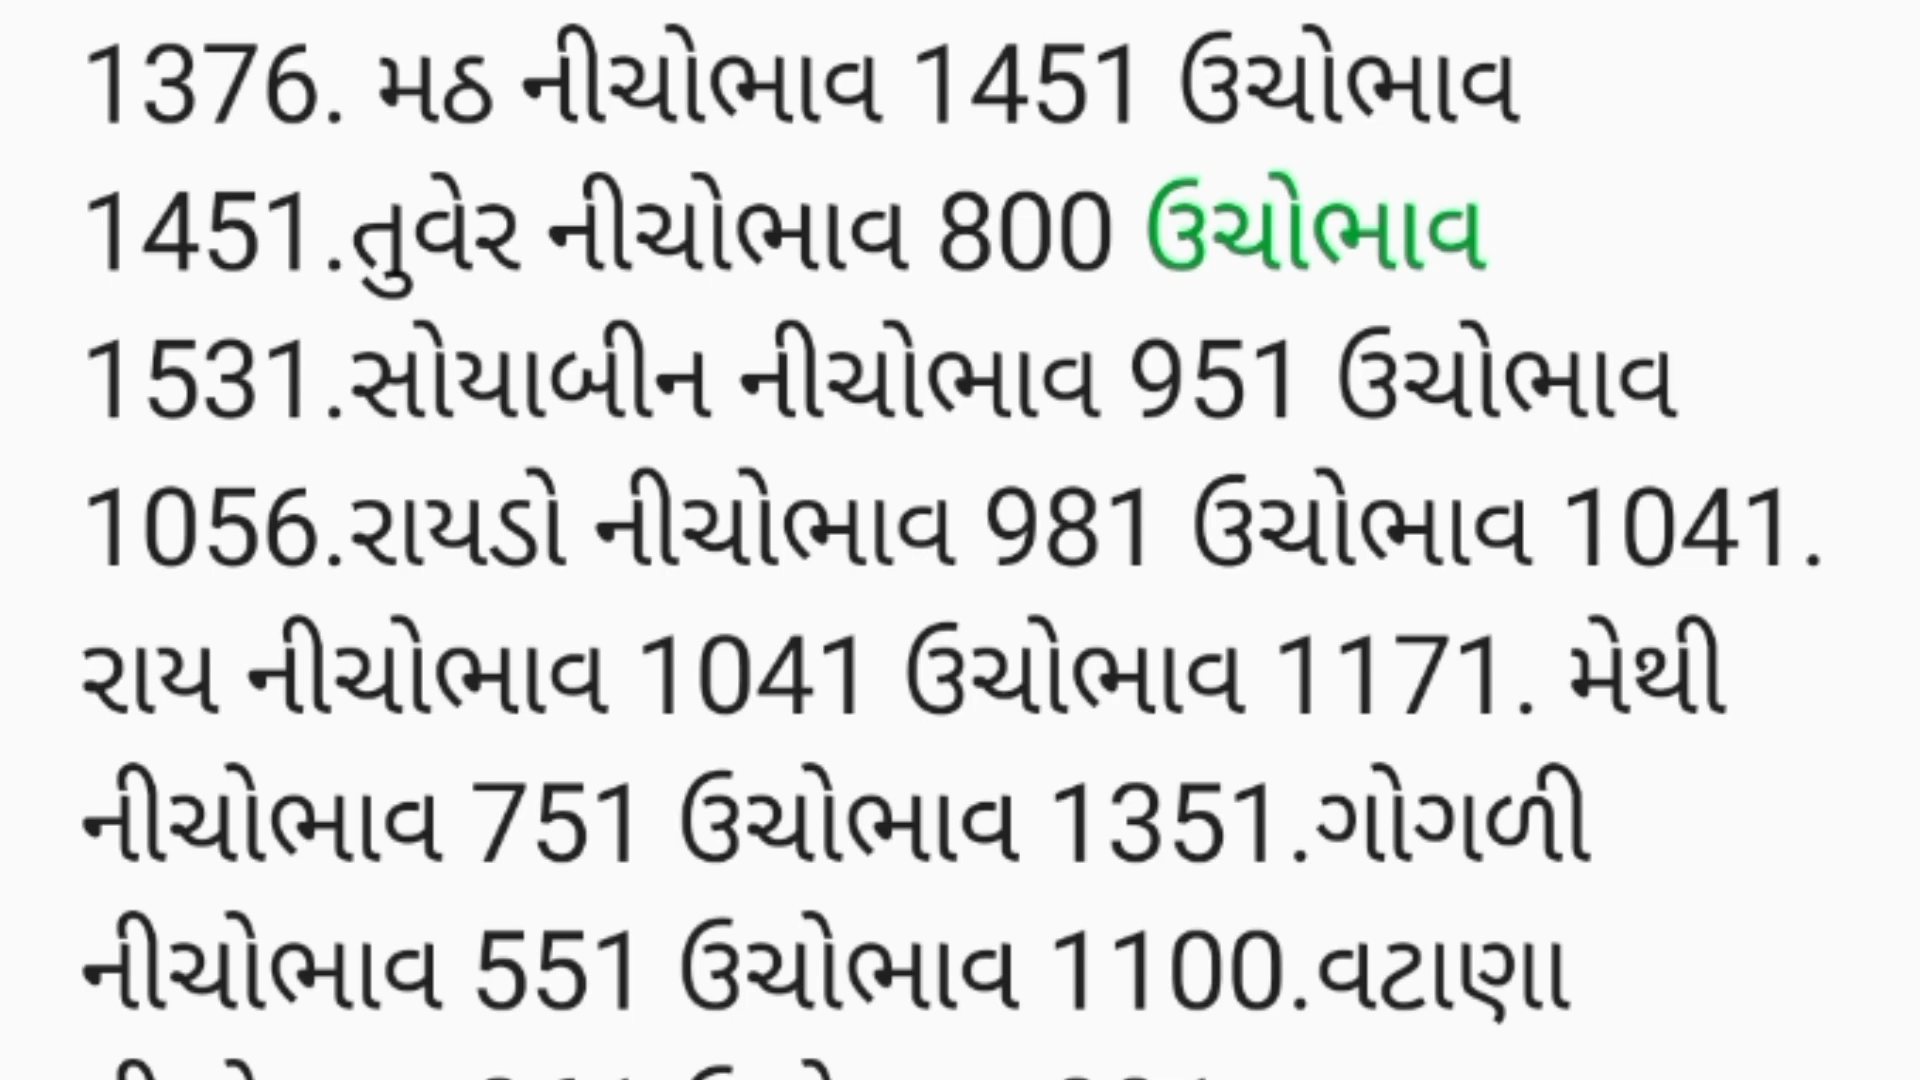 1376. મઠ નીચોભાવ 1451 ઉચોભાવ
1451.તુવેર નીચોભાવ 800 ઉચોભાવ
1531.સોયાબીન નીચોભાવ 951 ઉચોભાવ
1056.રાયડો નીચોભાવ 981 ઉચોભાવ 1041.
રાય નીચોભાવ 1041 ઉચોભાવ 1171. મેથી
નીચોભાવ 751 ઉચોભાવ 1351.ગોગળી
નીચોભાવ 551 ઉચોભાવ 1100.વટાણા